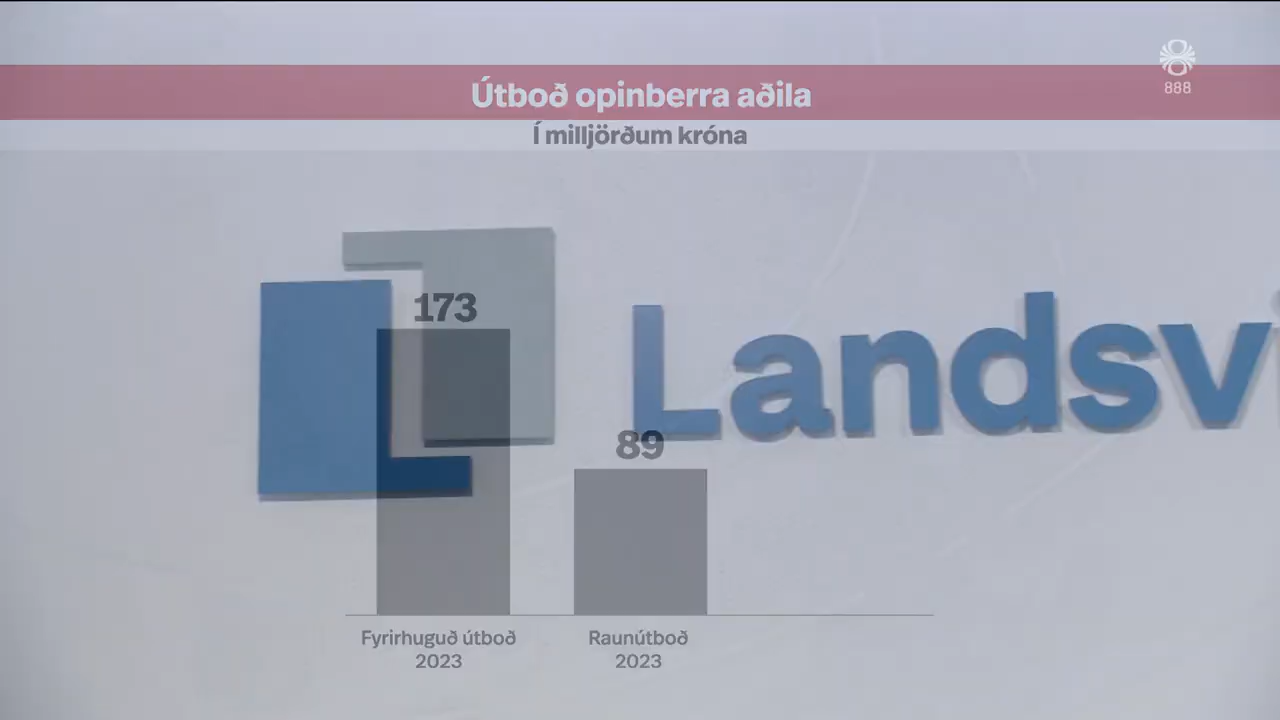 888
Útboð opinberra aðila
Í milljörðum króna
173
Landsvi
89
Fyrirhuguð útboð
2023
Raunútboð
2023